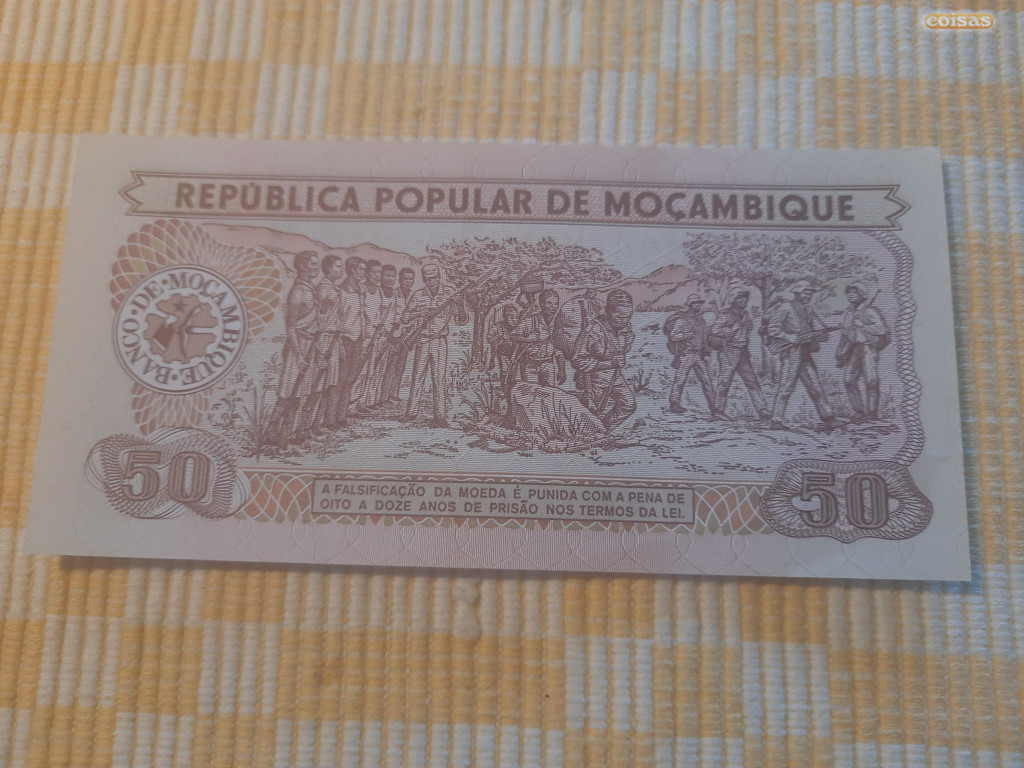 coisas
REPÚBLICA POPULAR DE MOÇAMBIQUE
BANCO·DE·MOÇAMBIQUE·
50
A FALSIFICAÇÃO DA MOEDA É PUNIDA COM A PENA DE
OITO A DOZE ANOS DE PRISÃO NOS TERMOS DA LEI.
50